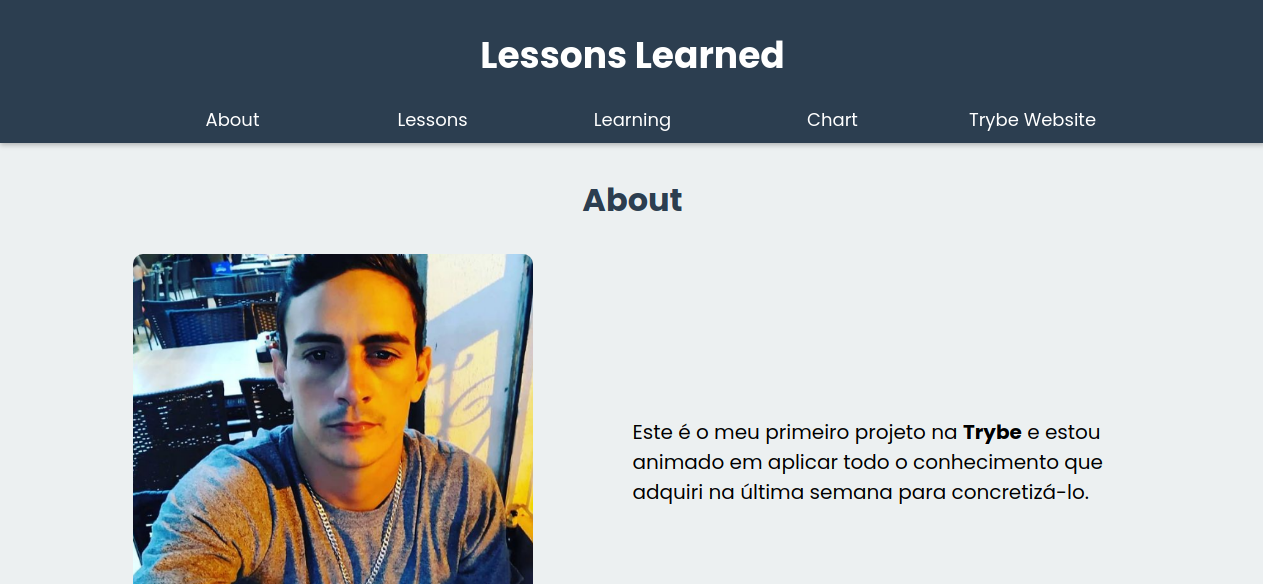 Lessons Learned
About
Lessons
Learning
Chart
Trybe Website
About
Este é o meu primeiro projeto na Trybe e estou
animado em aplicar todo o conhecimento que
adquiri na última semana para concretizá-lo.